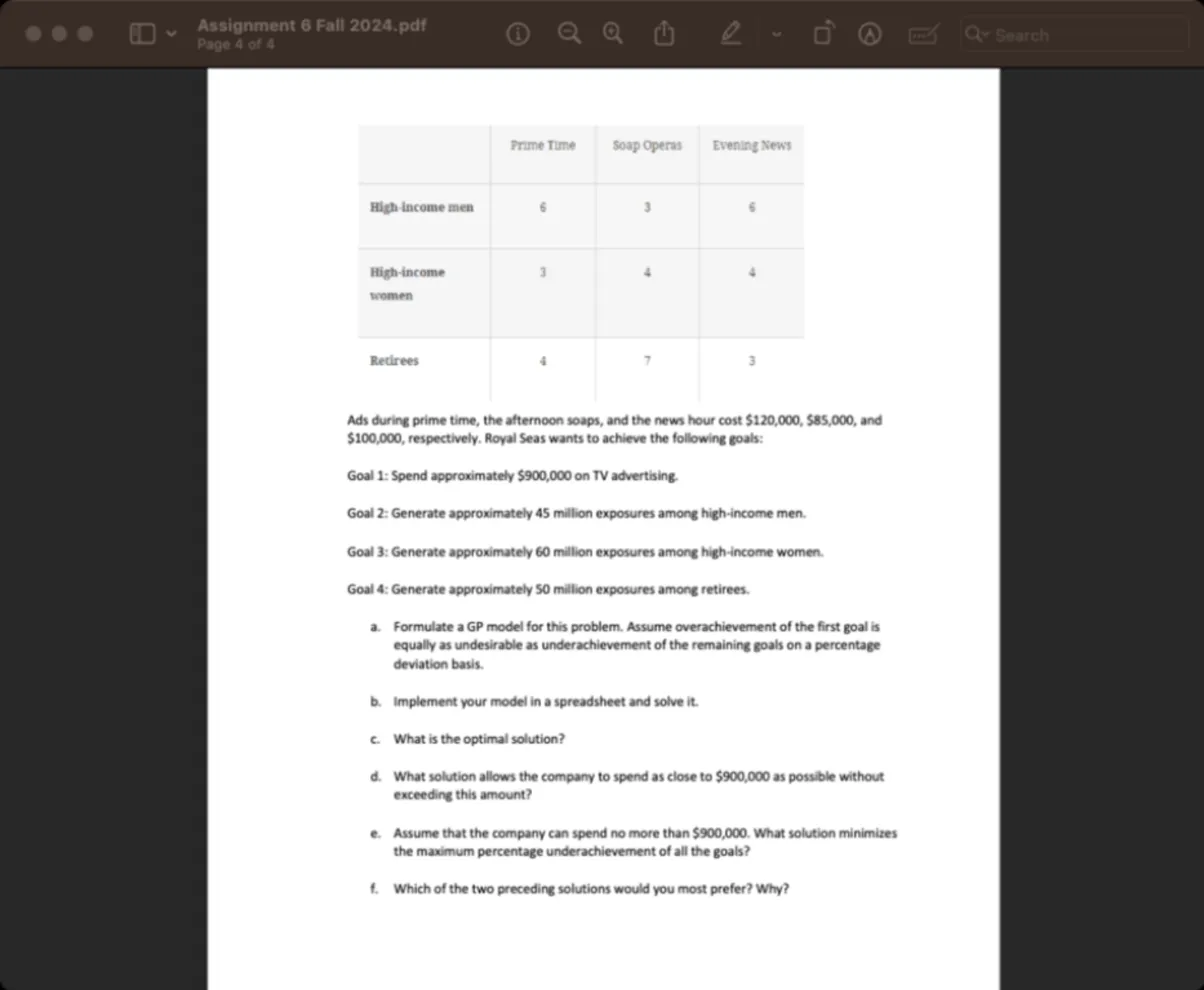 Assignment 6 Fall 2024.pdf
Page 4 of 4
Search
Prime Time Soap Operas Evening News
High-income men 6 3 6
High-income 3 4 4
women
Retirees 4 7 3
Ads during prime time, the afternoon soaps, and the news hour cost $120,000, $85,000, and
$100,000, respectively. Royal Seas wants to achieve the following goals:
Goal 1: Spend approximately $900,000 on TV advertising.
Goal 2: Generate approximately 45 million exposures among high-income men.
Goal 3: Generate approximately 60 million exposures among high-income women.
Goal 4: Generate approximately 50 million exposures among retirees.
a. Formulate a GP model for this problem. Assume overachievement of the first goal is
equally as undesirable as underachievement of the remaining goals on a percentage
deviation basis.
b. Implement your model in a spreadsheet and solve it.
c. What is the optimal solution?
d. What solution allows the company to spend as close to $900,000 as possible without
exceeding this amount?
e. Assume that the company can spend no more than $900,000. What solution minimizes
the maximum percentage underachievement of all the goals?
f. Which of the two preceding solutions would you most prefer? Why?